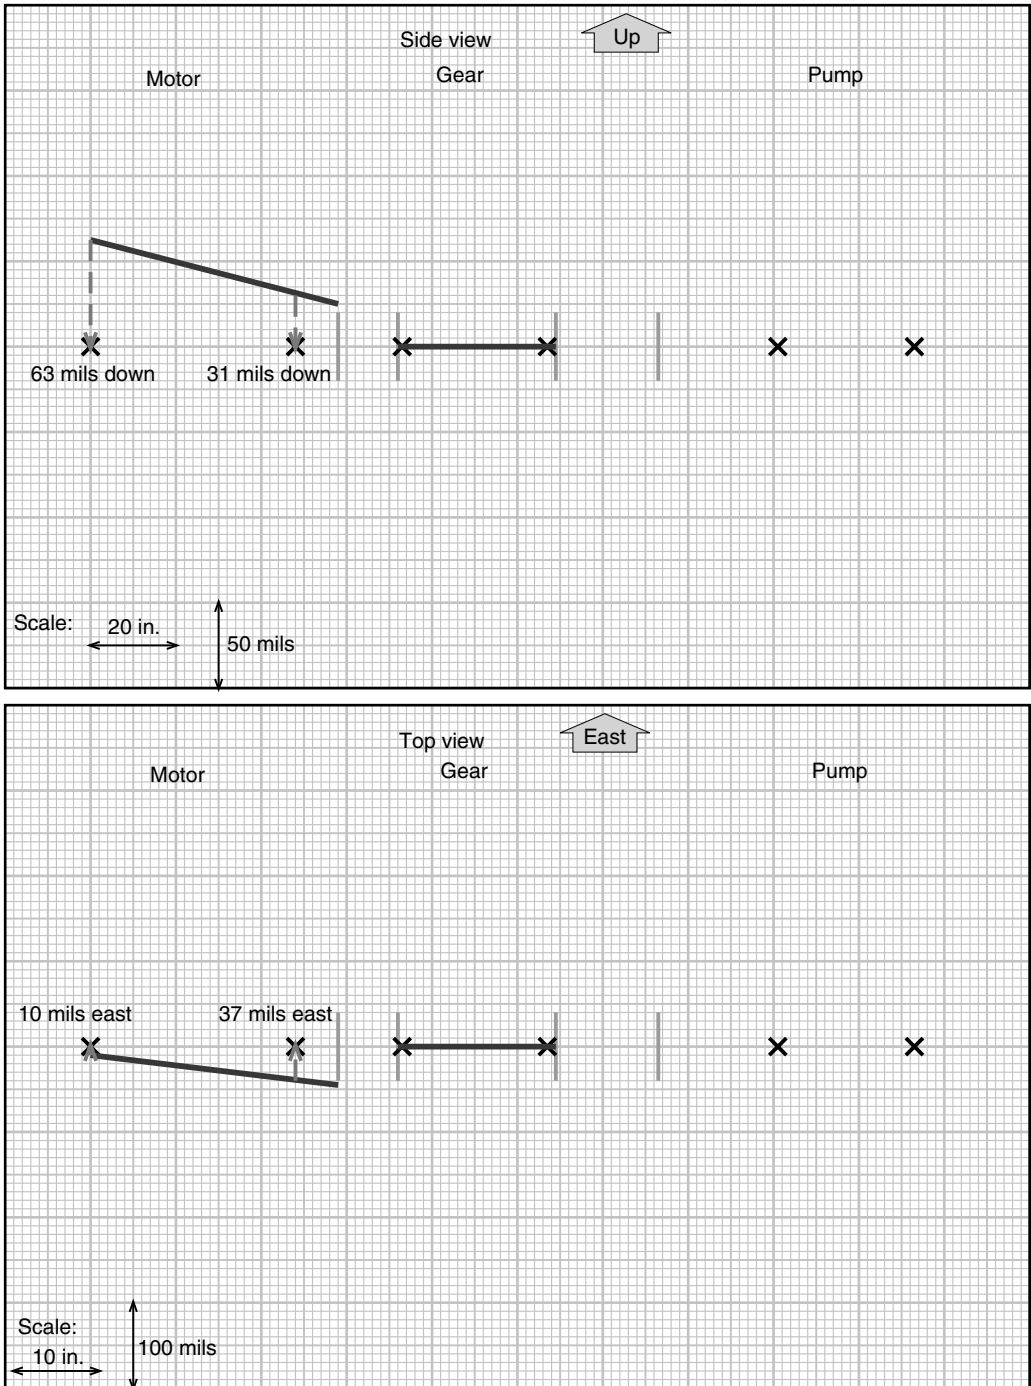 Side view
Up
Motor
Gear
Pump
63 mils down
31 mils down
Scale:
20 in.
50 mils
Top view
East
Motor
Gear
Pump
10 mils east
37 mils east
Scale:
10 in.
100 mils